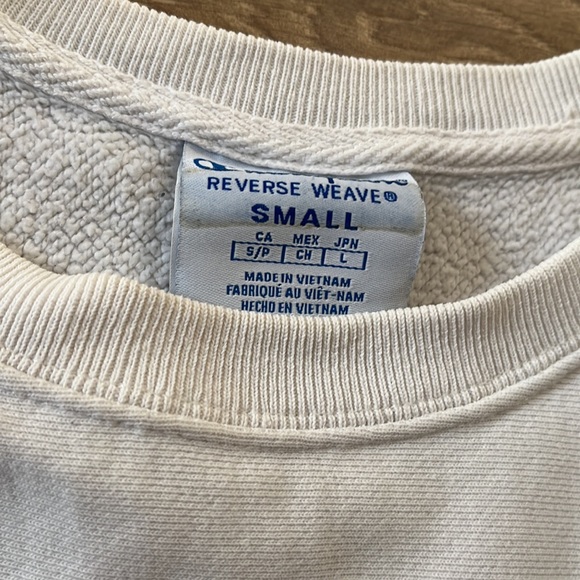 REVERSE WEAVE®
SMALL
CA MEX JPN
S/P CH L
MADE IN VIETNAM
FABRIQUÉ AU VIÊT-NAM
HECHO EN VIETNAM